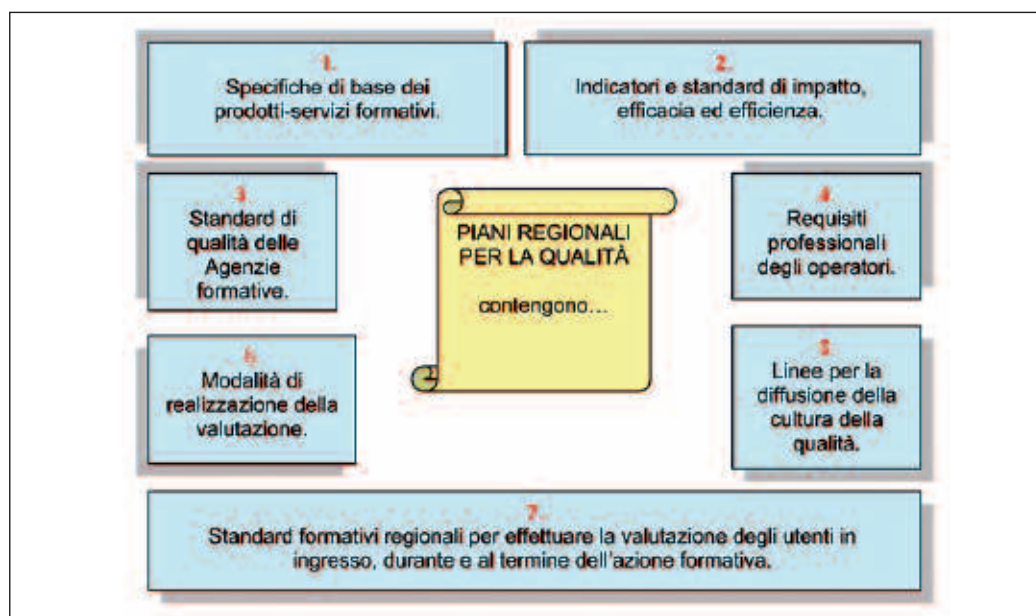 1.
Specifiche di base dei
prodotti-servizi formativi.
2.
Indicatori e standard di impatto,
efficacia ed efficienza.
3
Standard di
qualità delle
Agenzie
formative.
PIANI REGIONALI
PER LA QUALITÀ
contengono...
4
Requisiti
professionali
degli operatori.
6
Modalità di
realizzazione della
valutazione.
5
Linee per la
diffusione della
cultura della
qualità.
7.
Standard formativi regionali per effettuare la valutazione degli utenti in
ingresso, durante e al termine dell'azione formativa.